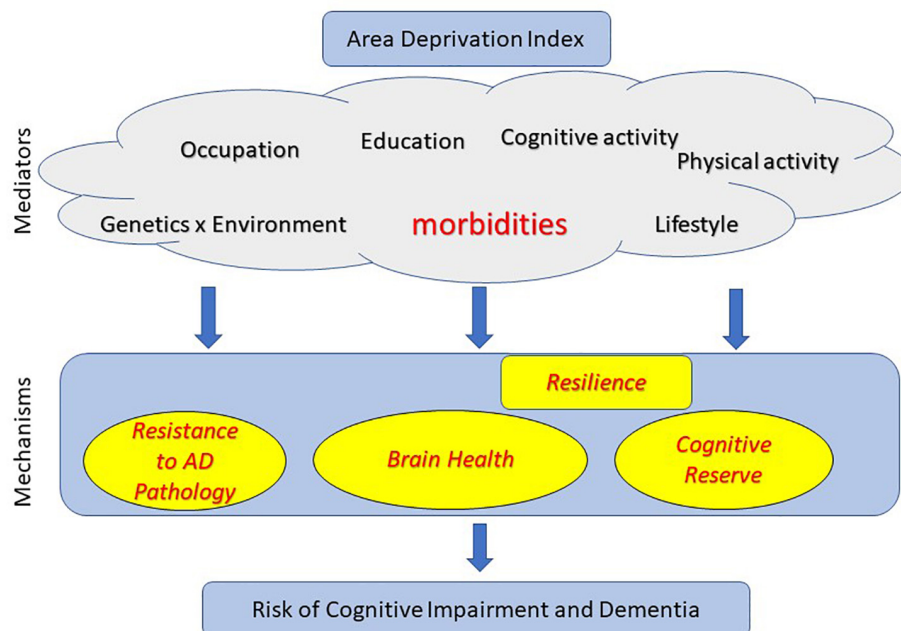 Area Deprivation Index
Mediators
Occupation
Education
Cognitive activity
Physical activity
Genetics x Environment
morbidities
Lifestyle
Mechanisms
Resilience
Resistance
to AD
Pathology
Brain Health
Cognitive
Reserve
Risk of Cognitive Impairment and Dementia